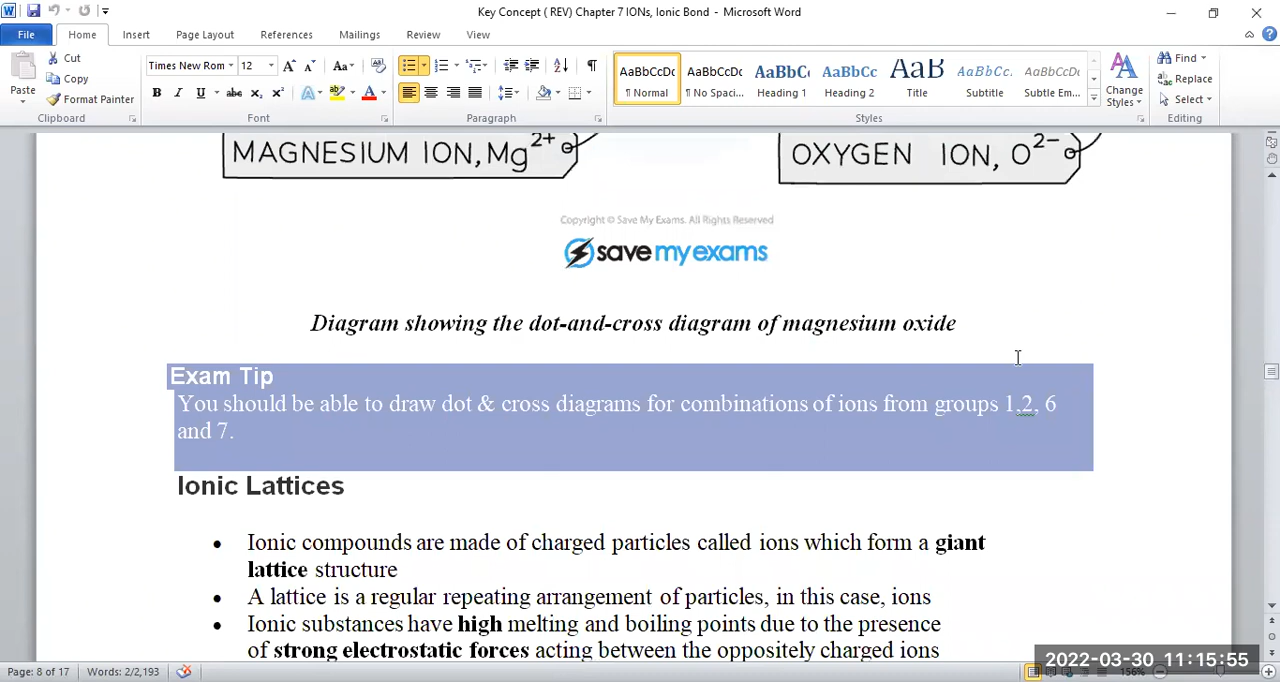 Key Concept ( REV) Chapter 7 IONs, Ionic Bond - Microsoft Word
File Home Insert Page Layout References Mailings Review View
Paste
Cut
Copy
Format Painter
Clipboard
Times New Rom 12
Font
Paragraph
AaBbCcDc AaBbCcDc AaBbC AaBbCc AaB AaBbCc. AaBbCcDc
¶ Normal ¶ No Spaci... Heading 1 Heading 2 Title Subtitle Subtle Em...
Styles
Change Styles
Find
Replace
Select
Editing
MAGNESIUM ION, Mg2+
OXYGEN ION, O2−
Copyright © Save My Exams. All Rights Reserved
save my exams
Diagram showing the dot-and-cross diagram of magnesium oxide
Exam Tip
You should be able to draw dot & cross diagrams for combinations of ions from groups 1,2, 6
and 7.
Ionic Lattices
• Ionic compounds are made of charged particles called ions which form a giant
lattice structure
• A lattice is a regular repeating arrangement of particles, in this case, ions
• Ionic substances have high melting and boiling points due to the presence
of strong electrostatic forces acting between the oppositely charged ions
2022-03-30 11:15:55
Page: 8 of 17 Words: 2/2,193 156%